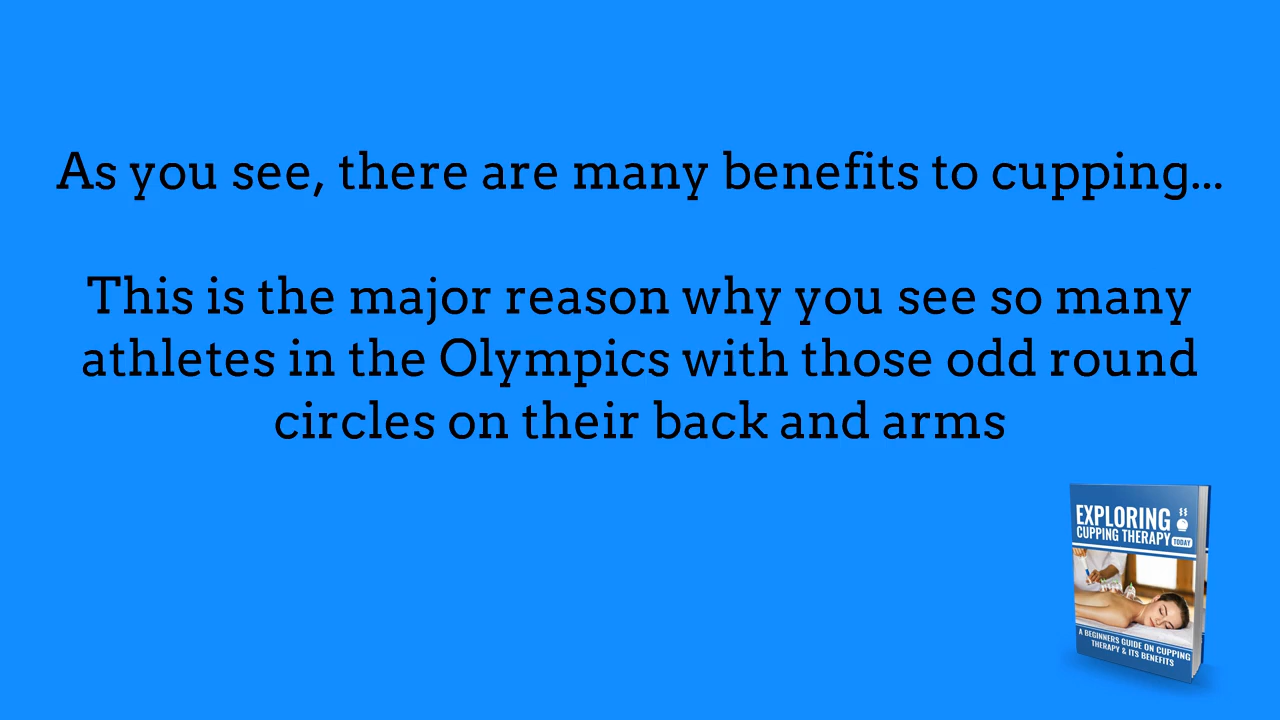 As you see, there are many benefits to cupping...
This is the major reason why you see so many
athletes in the Olympics with those odd round
circles on their back and arms
EXPLORING
CUPPING THERAPY TODAY
A BEGINNERS GUIDE ON CUPPING
THERAPY & ITS BENEFITS